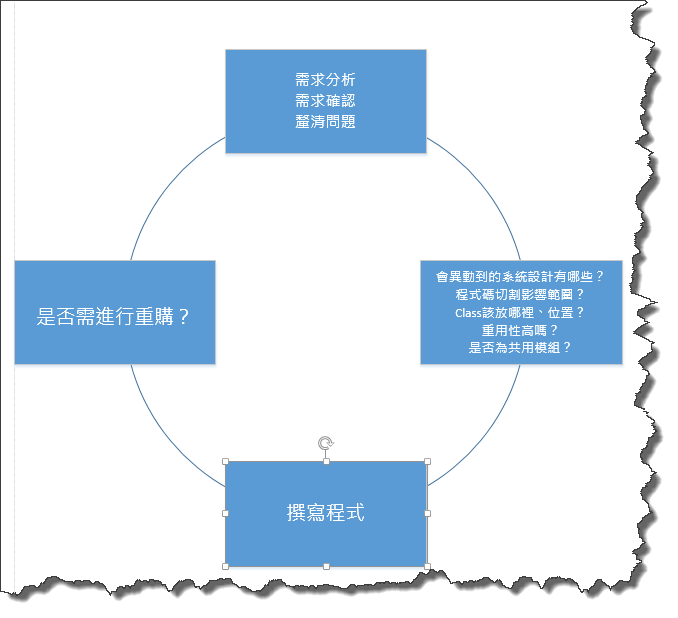 需求分析
需求確認
釐清問題
會異動到的系統設計有哪些？
程式碼切割影響範圍？
Class該放哪裡、位置？
重用性高嗎？
是否為共用模組？
是否需進行重購？
撰寫程式